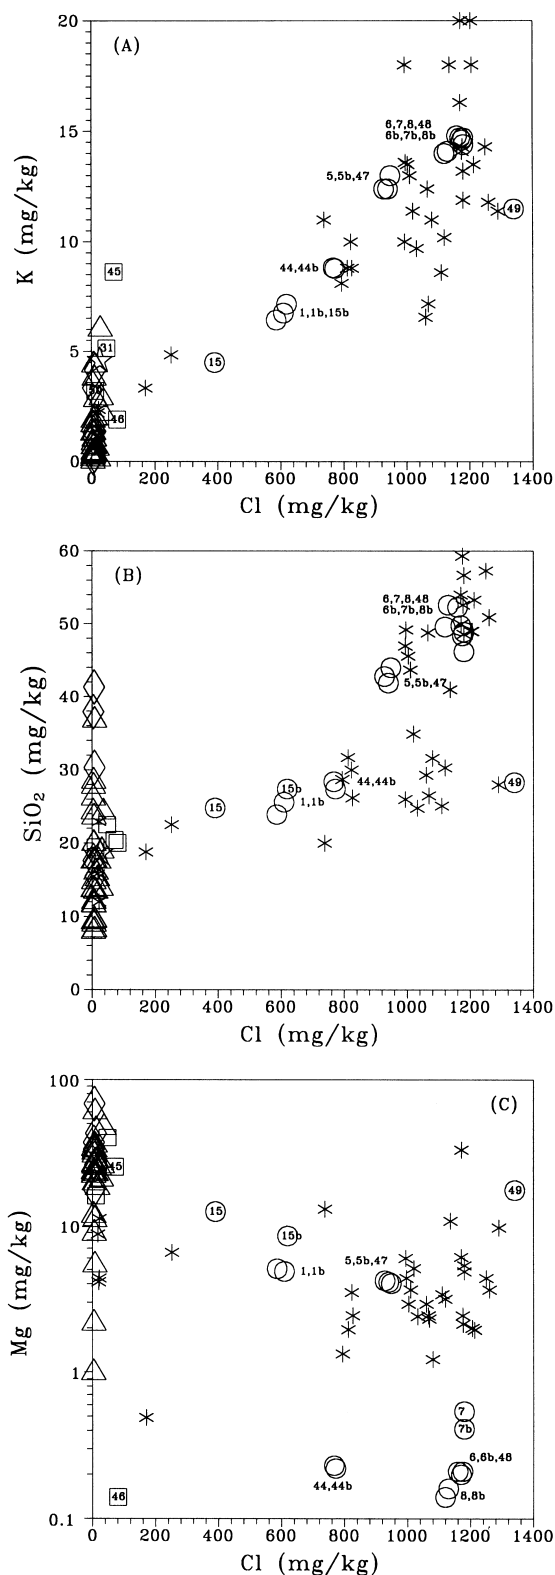 (A)
K (mg/kg)
20
15
10
5
0
6,7,8,48
6b,7b,8b
5,5b,47
49
45
44,44b
1,1b,15b
31
15
46
0 200 400 600 800 1000 1200 1400
Cl (mg/kg)
(B)
SiO2 (mg/kg)
60
50
40
30
20
10
0
6,7,8,48
6b,7b,8b
5,5b,47
15b
44,44b
49
15
1,1b
0 200 400 600 800 1000 1200 1400
Cl (mg/kg)
(C)
Mg (mg/kg)
100
10
1
0.1
45
49
15
15b
1,1b
5,5b,47
7
7b
6,6b,48
44,44b
8,8b
46
0 200 400 600 800 1000 1200 1400
Cl (mg/kg)